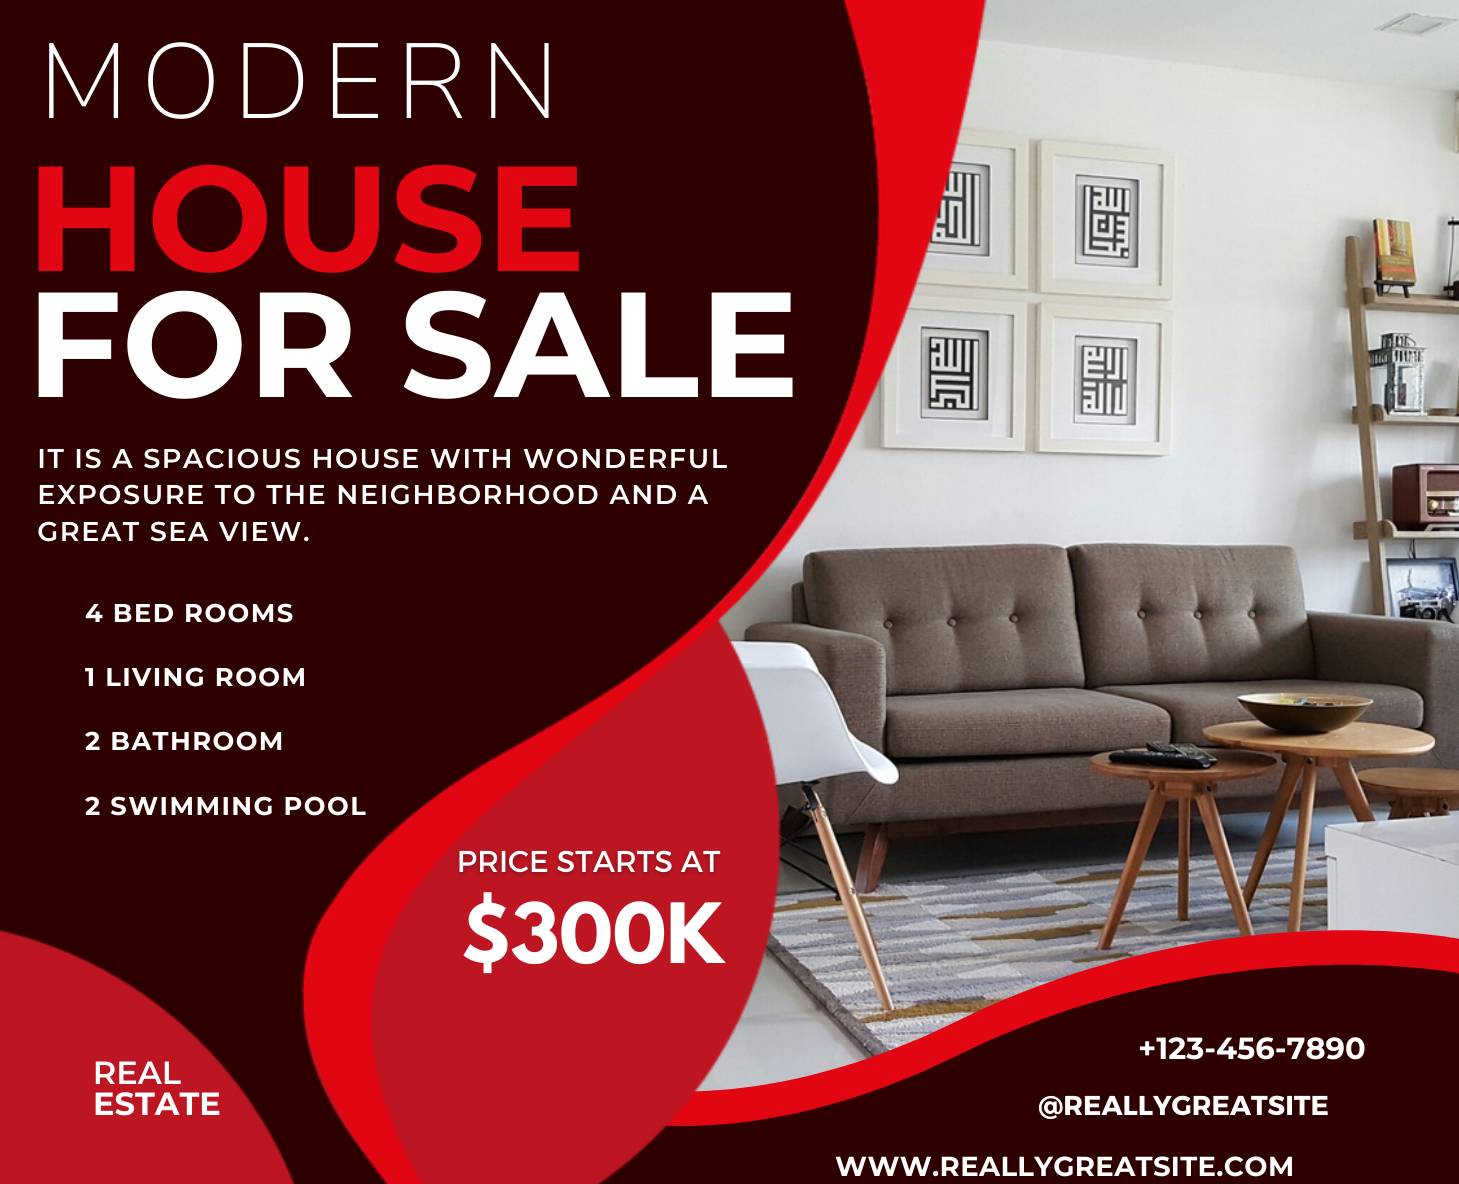 MODERN
HOUSE
FOR SALE
IT IS A SPACIOUS HOUSE WITH WONDERFUL
EXPOSURE TO THE NEIGHBORHOOD AND A
GREAT SEA VIEW.
4 BED ROOMS
1 LIVING ROOM
2 BATHROOM
2 SWIMMING POOL
PRICE STARTS AT
$300K
REAL
ESTATE
+123-456-7890
@REALLYGREATSITE
WWW.REALLYGREATSITE.COM